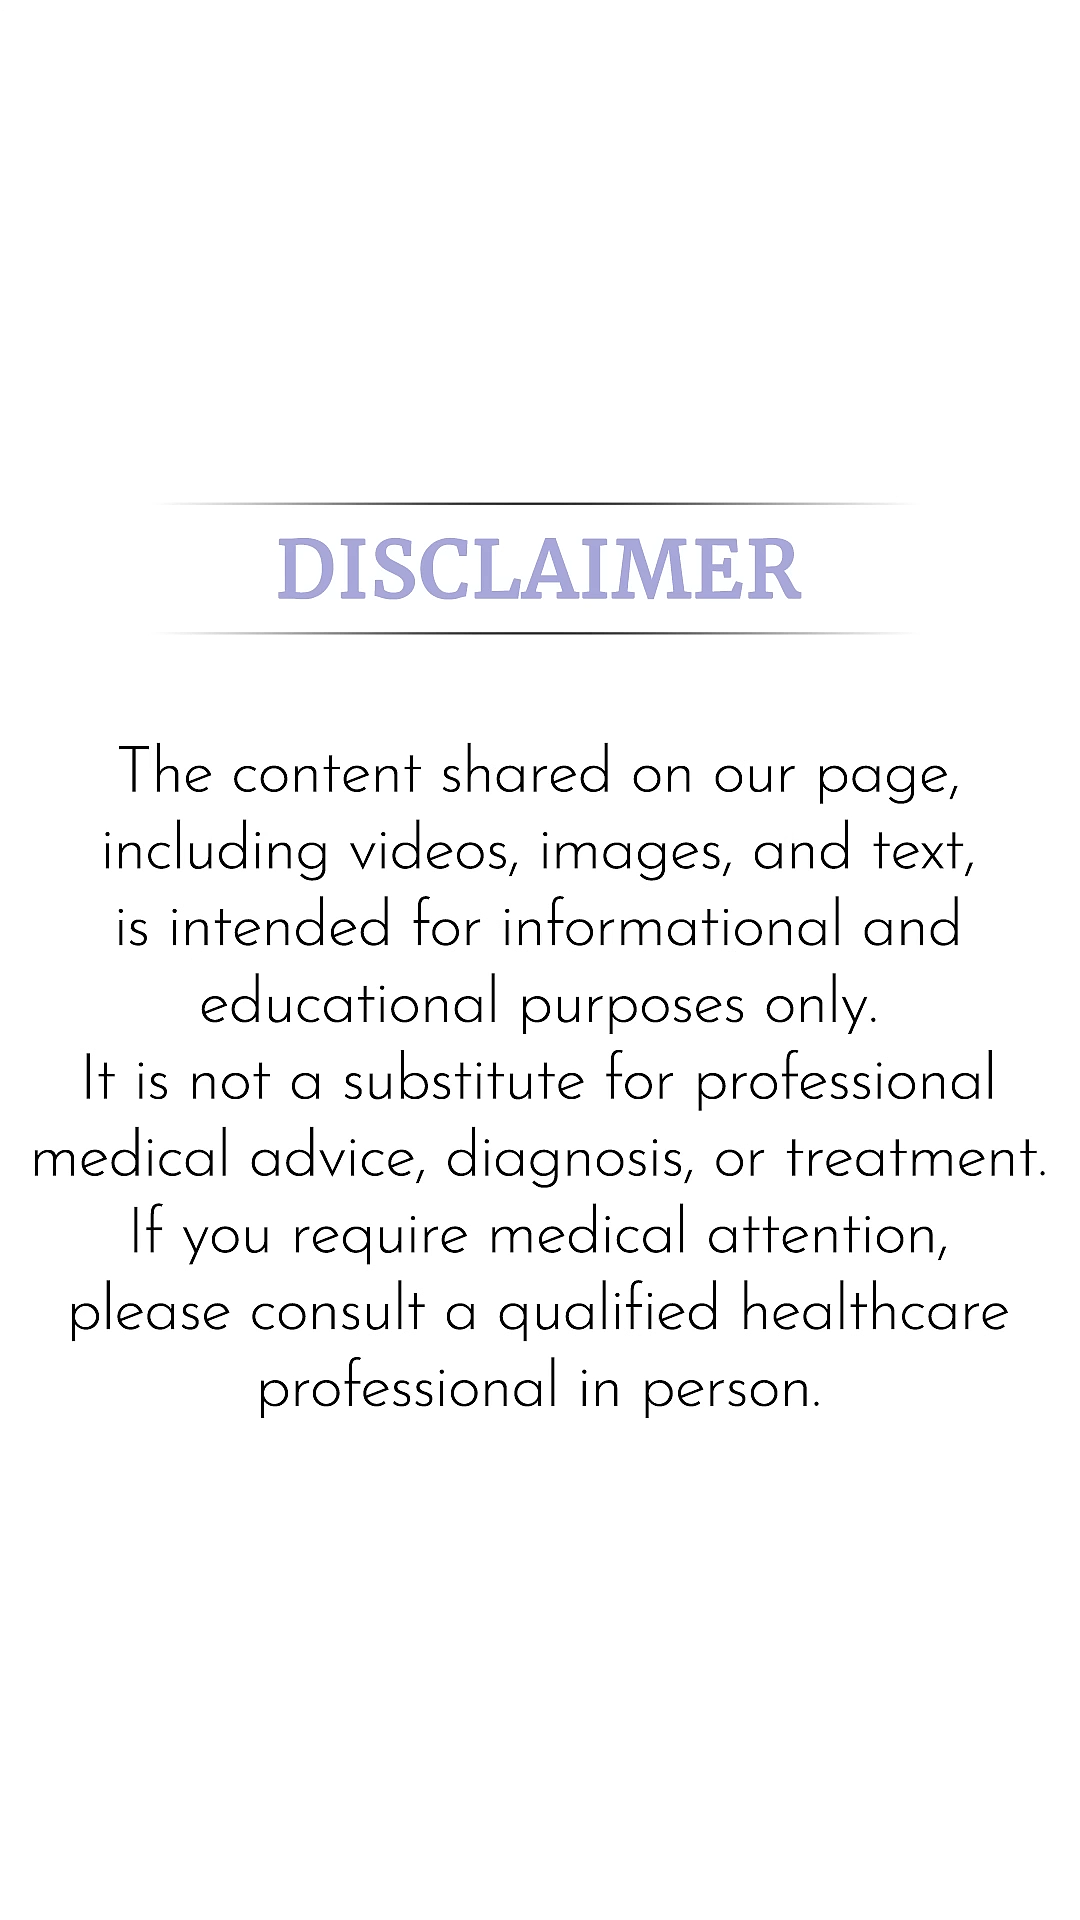 DISCLAIMER
The content shared on our page,
including videos, images, and text,
is intended for informational and
educational purposes only.
It is not a substitute for professional
medical advice, diagnosis, or treatment.
If you require medical attention,
please consult a qualified healthcare
professional in person.